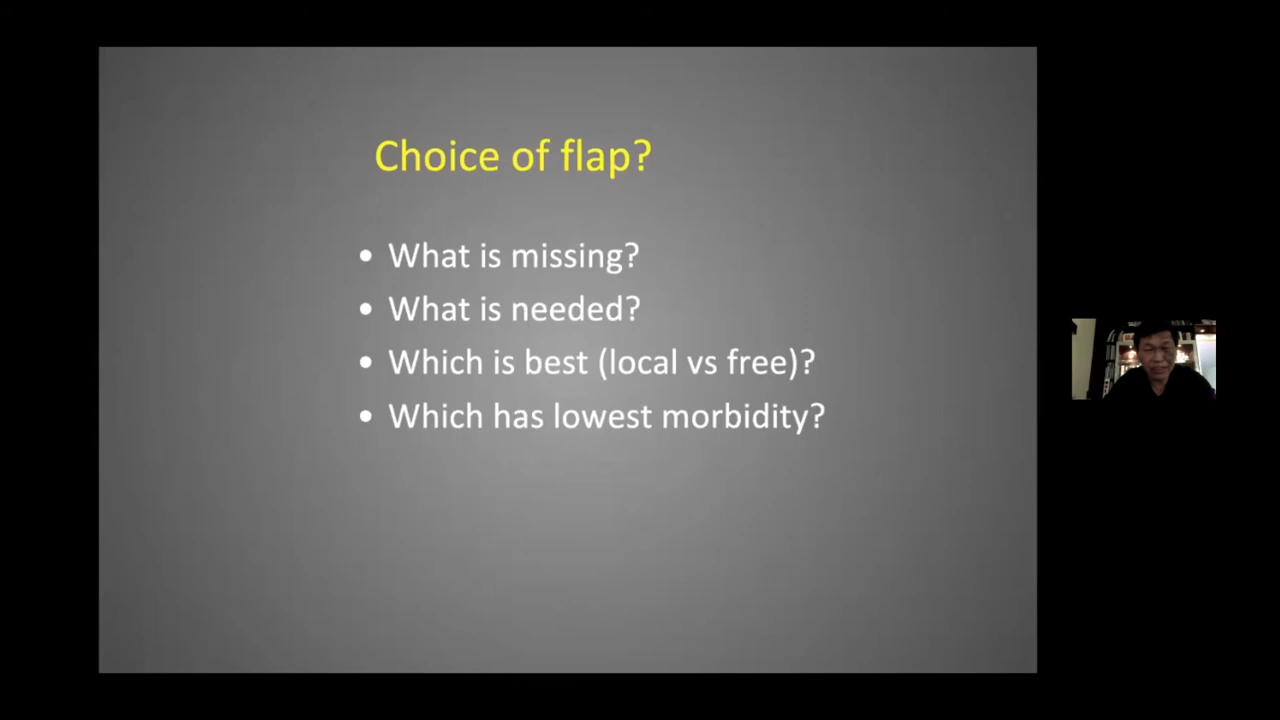 Choice of flap?
• What is missing?
• What is needed?
• Which is best (local vs free)?
• Which has lowest morbidity?